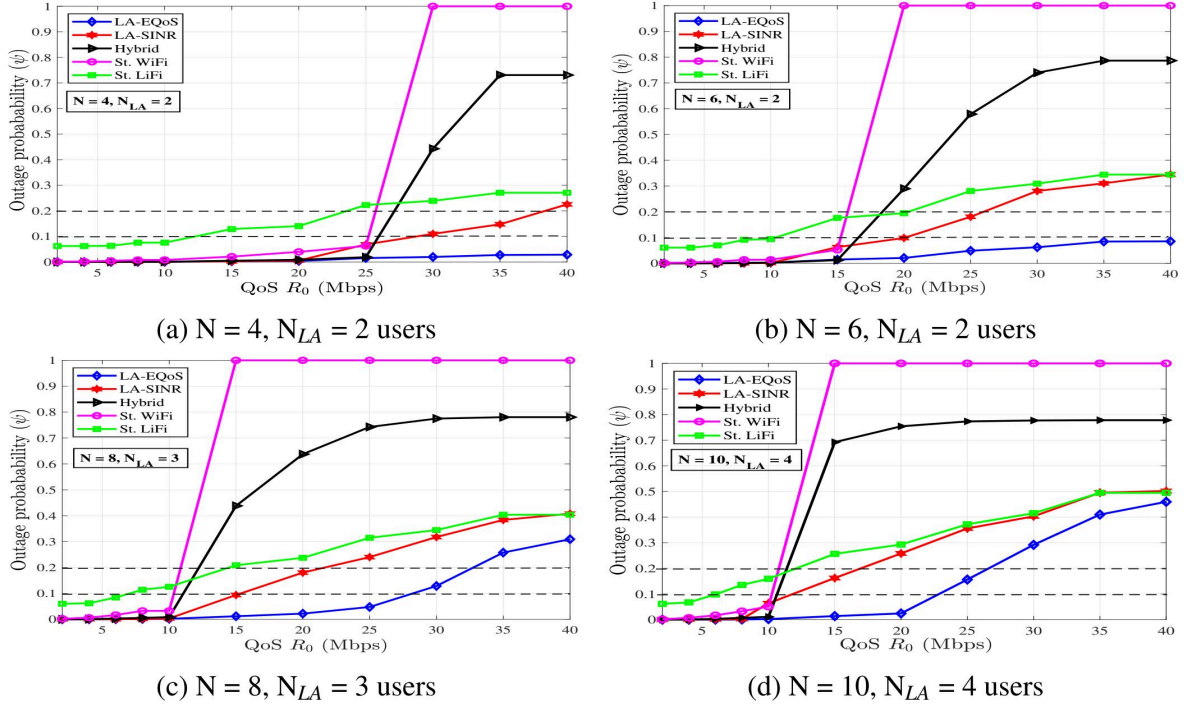 LA-EQoS
LA-SINR
Hybrid
St. WiFi
St. LiFi
N = 4, N_LA = 2
Outage probabability (ψ)
1
0.9
0.8
0.7
0.6
0.5
0.4
0.3
0.2
0.1
0
5 10 15 20 25 30 35 40
QoS R_0 (Mbps)
(a) N = 4, N_LA = 2 users
LA-EQoS
LA-SINR
Hybrid
St. WiFi
St. LiFi
N = 6, N_LA = 2
Outage probabability (ψ)
1
0.9
0.8
0.7
0.6
0.5
0.4
0.3
0.2
0.1
0
5 10 15 20 25 30 35 40
QoS R_0 (Mbps)
(b) N = 6, N_LA = 2 users
LA-EQoS
LA-SINR
Hybrid
St. WiFi
St. LiFi
N = 8, N_LA = 3
Outage probabability (ψ)
1
0.9
0.8
0.7
0.6
0.5
0.4
0.3
0.2
0.1
0
5 10 15 20 25 30 35 40
QoS R_0 (Mbps)
(c) N = 8, N_LA = 3 users
LA-EQoS
LA-SINR
Hybrid
St. WiFi
St. LiFi
N = 10, N_LA = 4
Outage probabability (ψ)
1
0.9
0.8
0.7
0.6
0.5
0.4
0.3
0.2
0.1
0
5 10 15 20 25 30 35 40
QoS R_0 (Mbps)
(d) N = 10, N_LA = 4 users